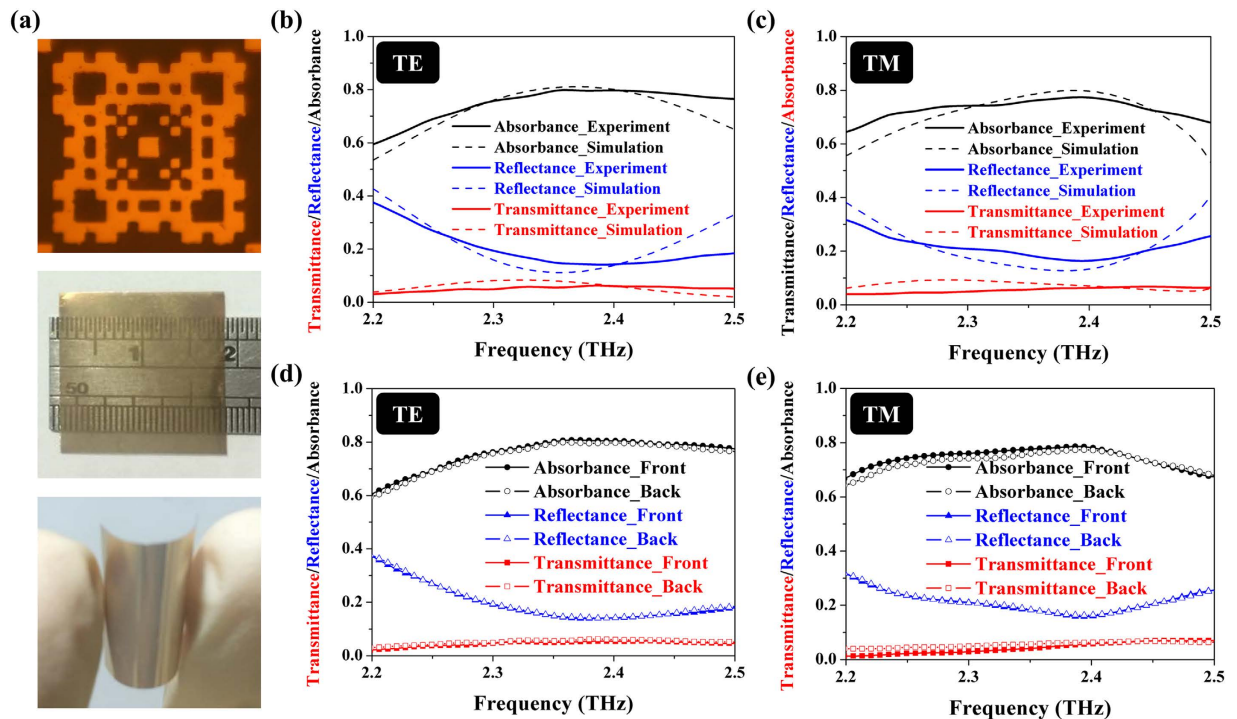 (a)
1
2
50
(b)
TE
Transmittance/Reflectance/Absorbance
1.0
0.8
0.6
0.4
0.2
0.0
Absorbance_Experiment
Absorbance_Simulation
Reflectance_Experiment
Reflectance_Simulation
Transmittance_Experiment
Transmittance_Simulation
2.2 2.3 2.4 2.5
Frequency (THz)
(c)
TM
Transmittance/Reflectance/Absorbance
1.0
0.8
0.6
0.4
0.2
0.0
Absorbance_Experiment
Absorbance_Simulation
Reflectance_Experiment
Reflectance_Simulation
Transmittance_Experiment
Transmittance_Simulation
2.2 2.3 2.4 2.5
Frequency (THz)
(d)
TE
Transmittance/Reflectance/Absorbance
1.0
0.8
0.6
0.4
0.2
0.0
Absorbance_Front
Absorbance_Back
Reflectance_Front
Reflectance_Back
Transmittance_Front
Transmittance_Back
2.2 2.3 2.4 2.5
Frequency (THz)
(e)
TM
Transmittance/Reflectance/Absorbance
1.0
0.8
0.6
0.4
0.2
0.0
Absorbance_Front
Absorbance_Back
Reflectance_Front
Reflectance_Back
Transmittance_Front
Transmittance_Back
2.2 2.3 2.4 2.5
Frequency (THz)